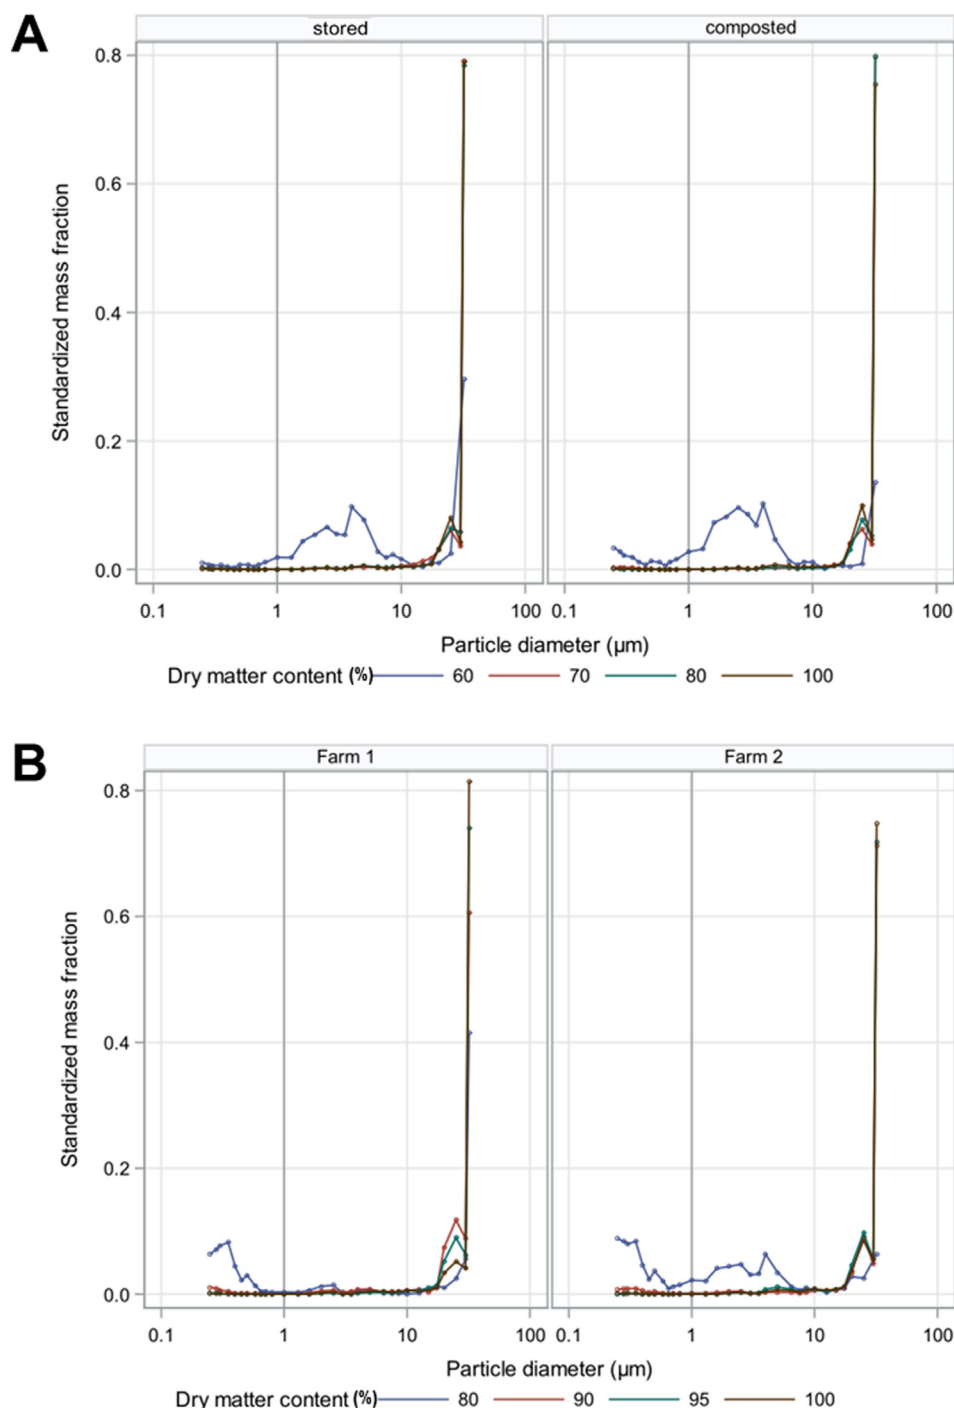 A
stored composted
0.8
0.6
0.4
0.2
0.0
Standardized mass fraction
0.1 1 10 100 0.1 1 10 100
Particle diameter (µm)
Dry matter content (%) 60 70 80 100
B
Farm 1 Farm 2
0.8
0.6
0.4
0.2
0.0
Standardized mass fraction
0.1 1 10 100 0.1 1 10 100
Particle diameter (µm)
Dry matter content (%) 80 90 95 100